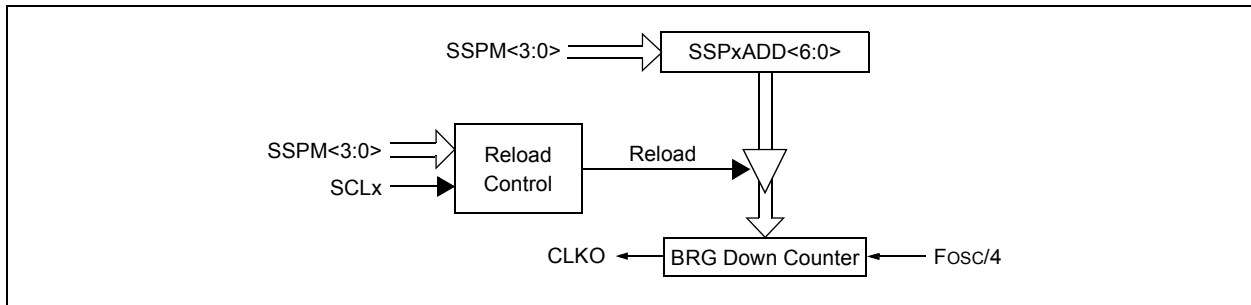 SSPM<3:0>
SSPxADD<6:0>
SSPM<3:0>
SCLx
Reload
Control
Reload
CLKO
BRG Down Counter
FOSC/4